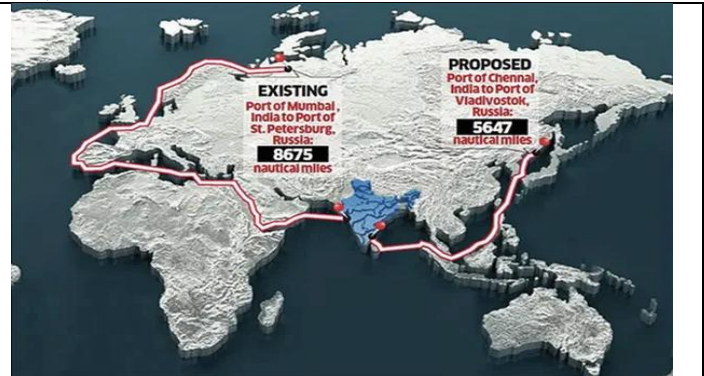 EXISTING
Port of Mumbai,
India to Port of
St. Petersburg,
Russia:
8675
nautical miles
PROPOSED
Port of Chennai,
India to Port of
Vladivostok,
Russia:
5647
nautical miles